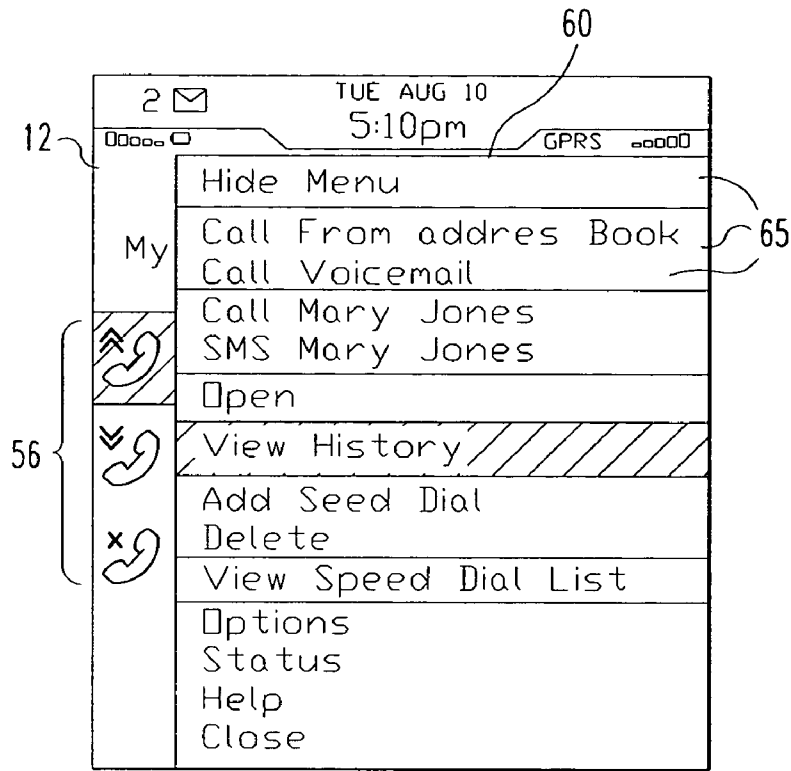 60
2 TUE AUG 10
5:10pm
12
GPRS
Hide Menu
My
Call From addres Book
65
Call Voicemail
Call Mary Jones
SMS Mary Jones
Open
56
View History
Add Seed Dial
Delete
View Speed Dial List
Options
Status
Help
Close